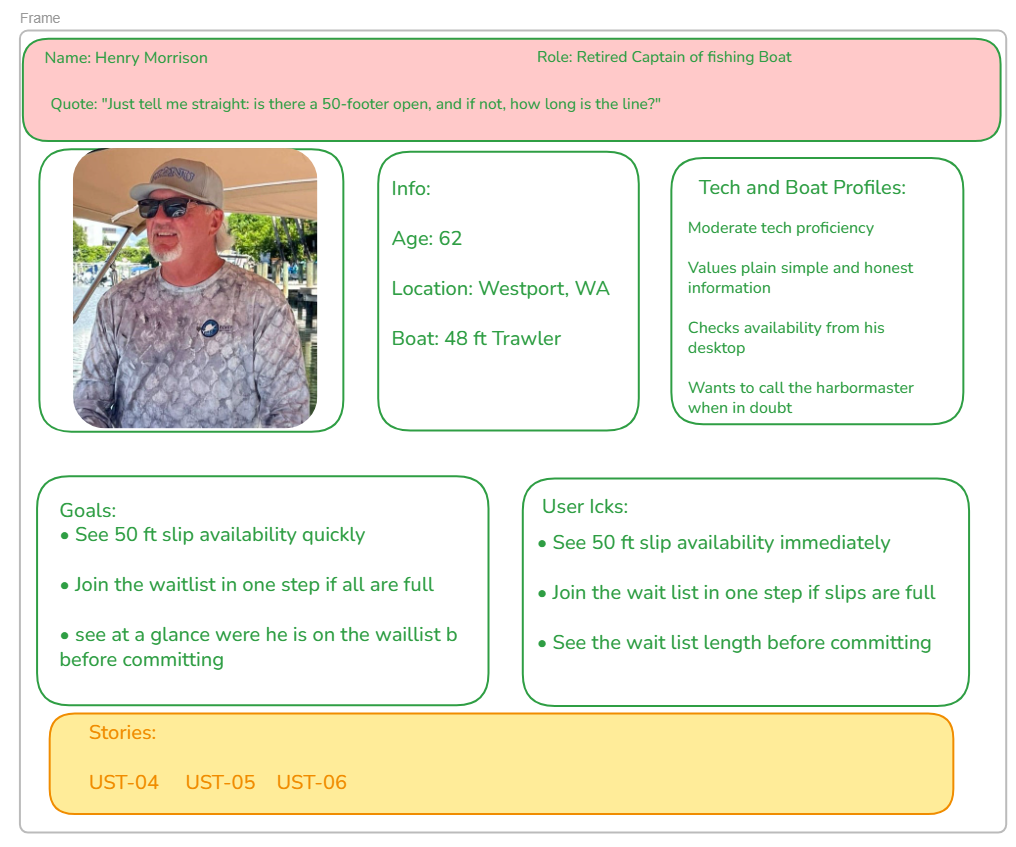 Frame
Name: Henry Morrison
Role: Retired Captain of fishing Boat
Quote: "Just tell me straight: is there a 50-footer open, and if not, how long is the line?"
Info:
Age: 62
Location: Westport, WA
Boat: 48 ft Trawler
Tech and Boat Profiles:
Moderate tech proficiency
Values plain simple and honest
information
Checks availability from his
desktop
Wants to call the harbormaster
when in doubt
Goals:
• See 50 ft slip availability quickly
• Join the waitlist in one step if all are full
• see at a glance were he is on the waillist b
before committing
User Icks:
• See 50 ft slip availability immediately
• Join the wait list in one step if slips are full
• See the wait list length before committing
Stories:
UST-04 UST-05 UST-06